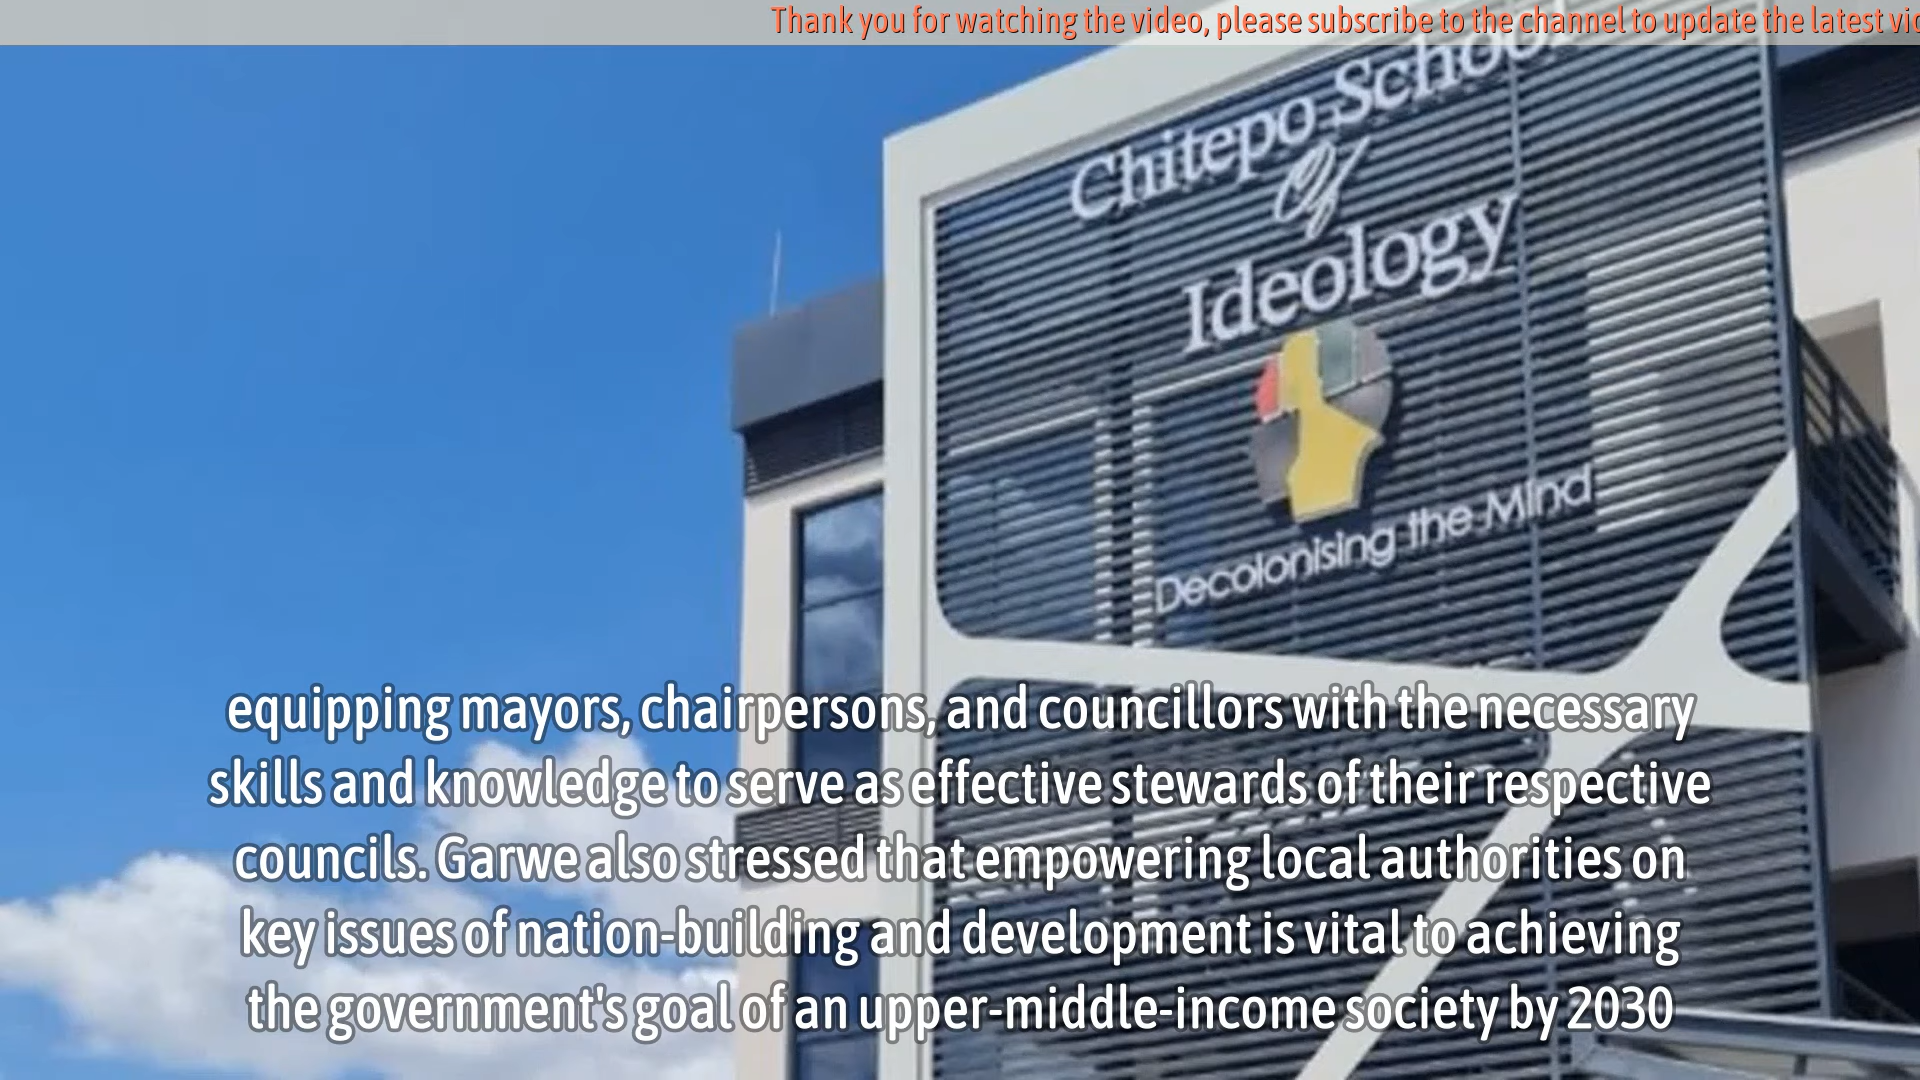 Thank you for watching the video, please subscribe to the channel to update the latest
Chitepo School
Of
Ideology
Decolonising the Mind
equipping mayors, chairpersons, and councillors with the necessary
skills and knowledge to serve as effective stewards of their respective
councils. Garwe also stressed that empowering local authorities on
key issues of nation-building and development is vital to achieving
the government's goal of an upper-middle-income society by 2030